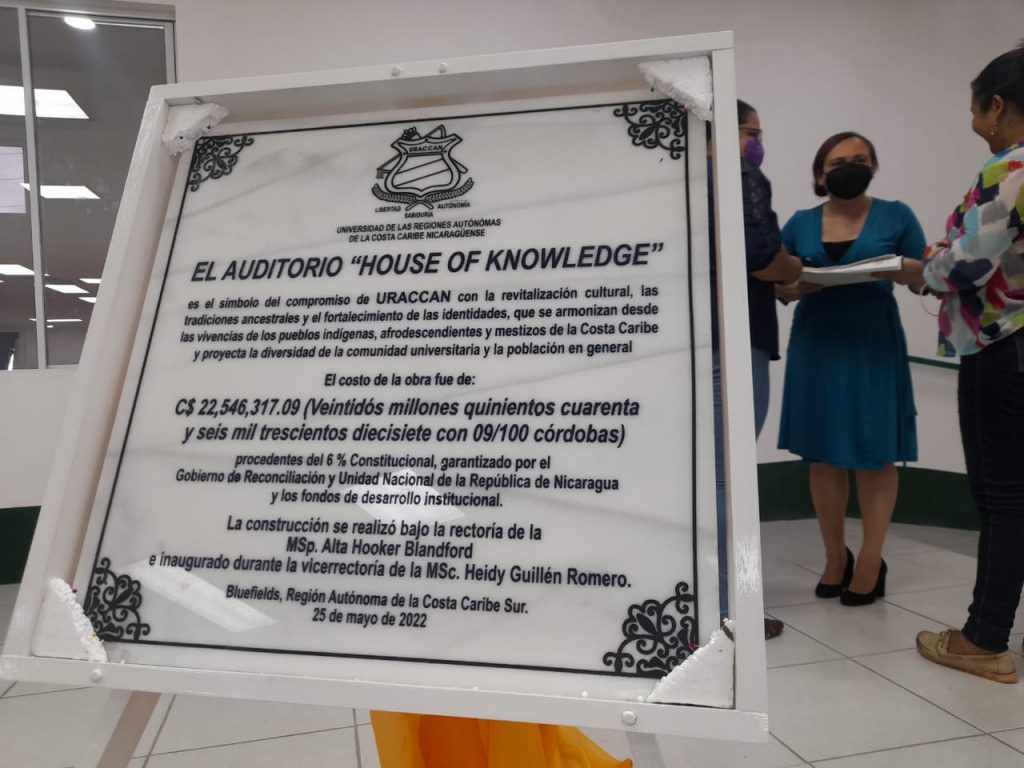 URACCAN
LIBERTAD AUTONOMÍA
SABIDURÍA
UNIVERSIDAD DE LAS REGIONES AUTÓNOMAS
DE LA COSTA CARIBE NICARAGÜENSE
EL AUDITORIO “HOUSE OF KNOWLEDGE”
es el símbolo del compromiso de URACCAN con la revitalización cultural, las
tradiciones ancestrales y el fortalecimiento de las identidades, que se armonizan desde
las vivencias de los pueblos indígenas, afrodescendientes y mestizos de la Costa Caribe
y proyecta la diversidad de la comunidad universitaria y la población en general
El costo de la obra fue de:
C$ 22,546,317.09 (Veintidós millones quinientos cuarenta
y seis mil trescientos diecisiete con 09/100 córdobas)
procedentes del 6 % Constitucional, garantizado por el
Gobierno de Reconciliación y Unidad Nacional de la República de Nicaragua
y los fondos de desarrollo institucional.
La construcción se realizó bajo la rectoría de la
MSp. Alta Hooker Blandford
e inaugurado durante la vicerrectoría de la MSc. Heidy Guillén Romero.
Bluefields, Región Autónoma de la Costa Caribe Sur.
25 de mayo de 2022